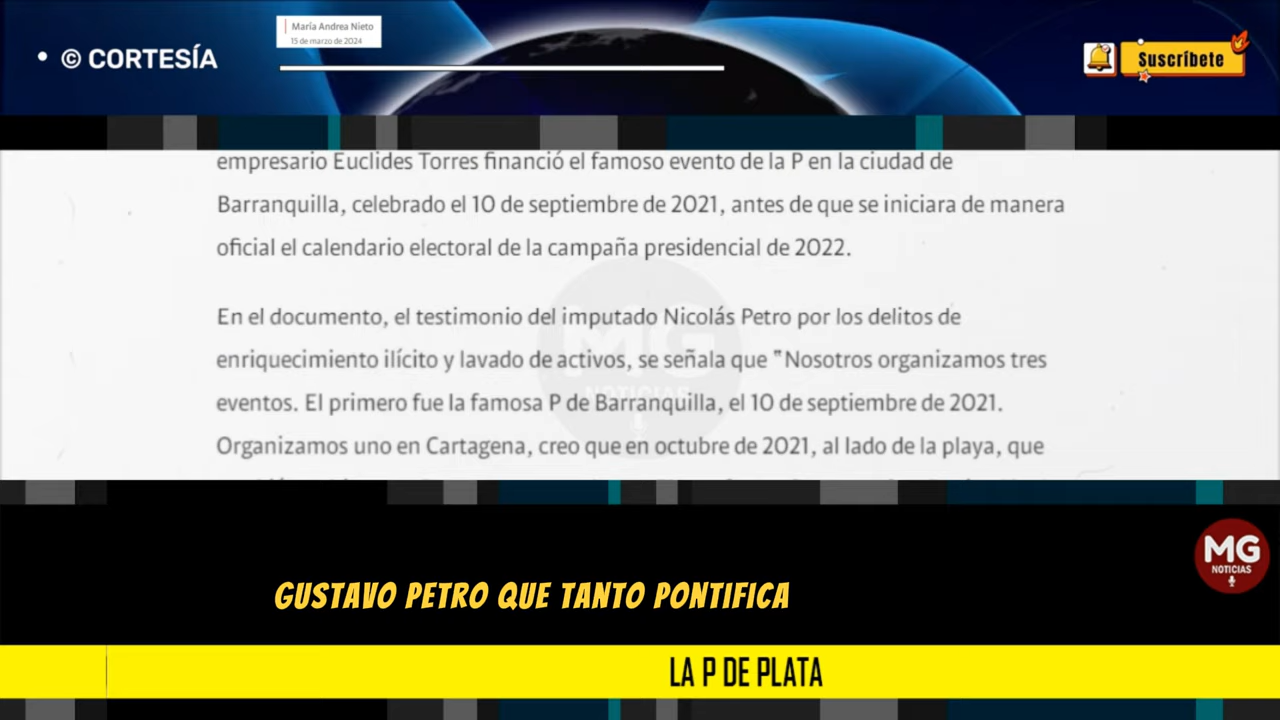 María Andrea Nieto
15 de marzo de 2024
• © CORTESÍA
Suscríbete
empresario Euclides Torres financió el famoso evento de la P en la ciudad de
Barranquilla, celebrado el 10 de septiembre de 2021, antes de que se iniciara de manera
oficial el calendario electoral de la campaña presidencial de 2022.
En el documento, el testimonio del imputado Nicolás Petro por los delitos de
enriquecimiento ilícito y lavado de activos, se señala que "Nosotros organizamos tres
eventos. El primero fue la famosa P de Barranquilla, el 10 de septiembre de 2021.
Organizamos uno en Cartagena, creo que en octubre de 2021, al lado de la playa, que
MG
NOTICIAS
MG
NOTICIAS
GUSTAVO PETRO QUE TANTO PONTIFICA
LA P DE PLATA